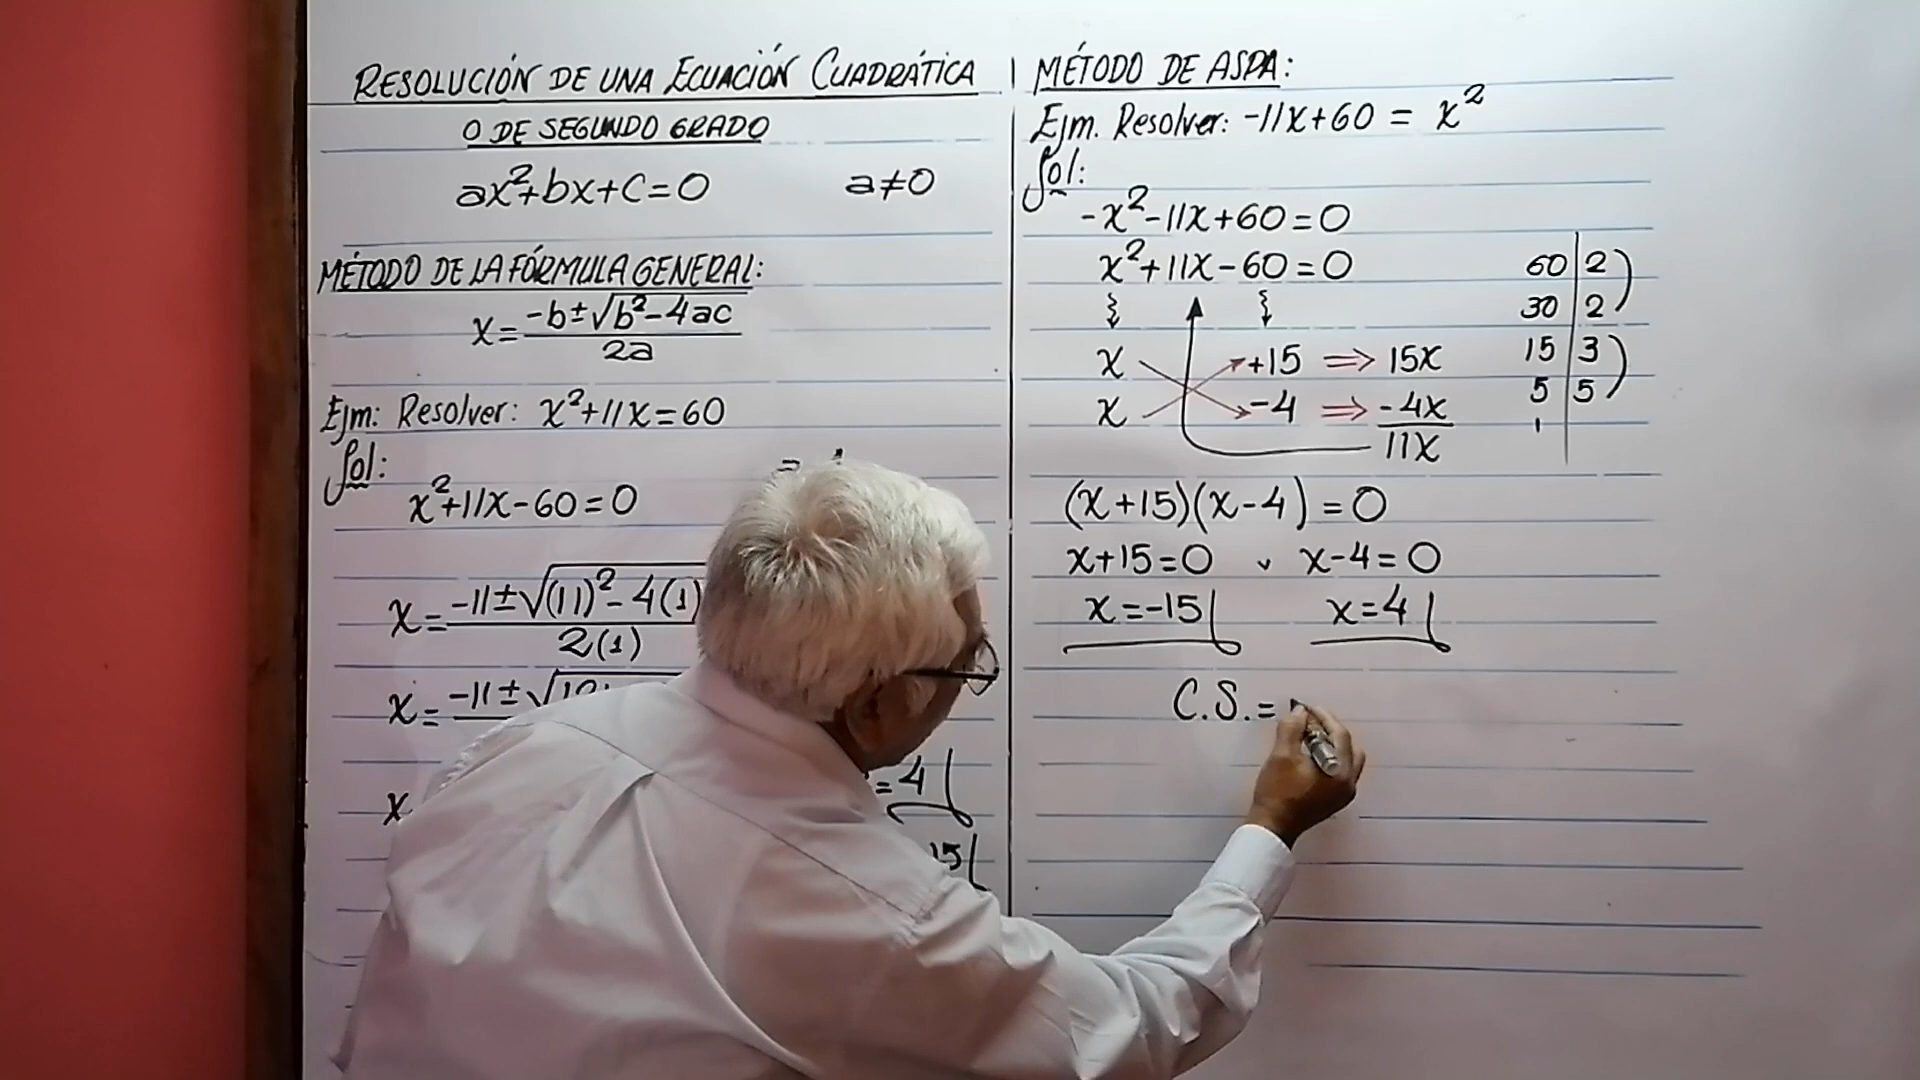 RESOLUCIÓN DE UNA ECUACIÓN CUADRÁTICA
O DE SEGUNDO GRADO
ax²+bx+c=0 a≠0
MÉTODO DE LA FÓRMULA GENERAL:
x = (-b±√(b²-4ac))/2a
Ejm: Resolver: x²+11x=60
Sol:
x²+11x-60=0
x = -11±√((11)²-4(1)
2(1)
x = -11±√
x
=4
15
MÉTODO DE ASPA:
Ejm. Resolver: -11x+60 = x²
Sol:
-x²-11x+60=0
x²+11x-60=0
x +15 ⇒ 15x
x -4 ⇒ -4x
11x
60 | 2
30 | 2
15 | 3
5 | 5
1
(x+15)(x-4) = 0
x+15=0 v x-4=0
x=-15 x=4
C.S.=